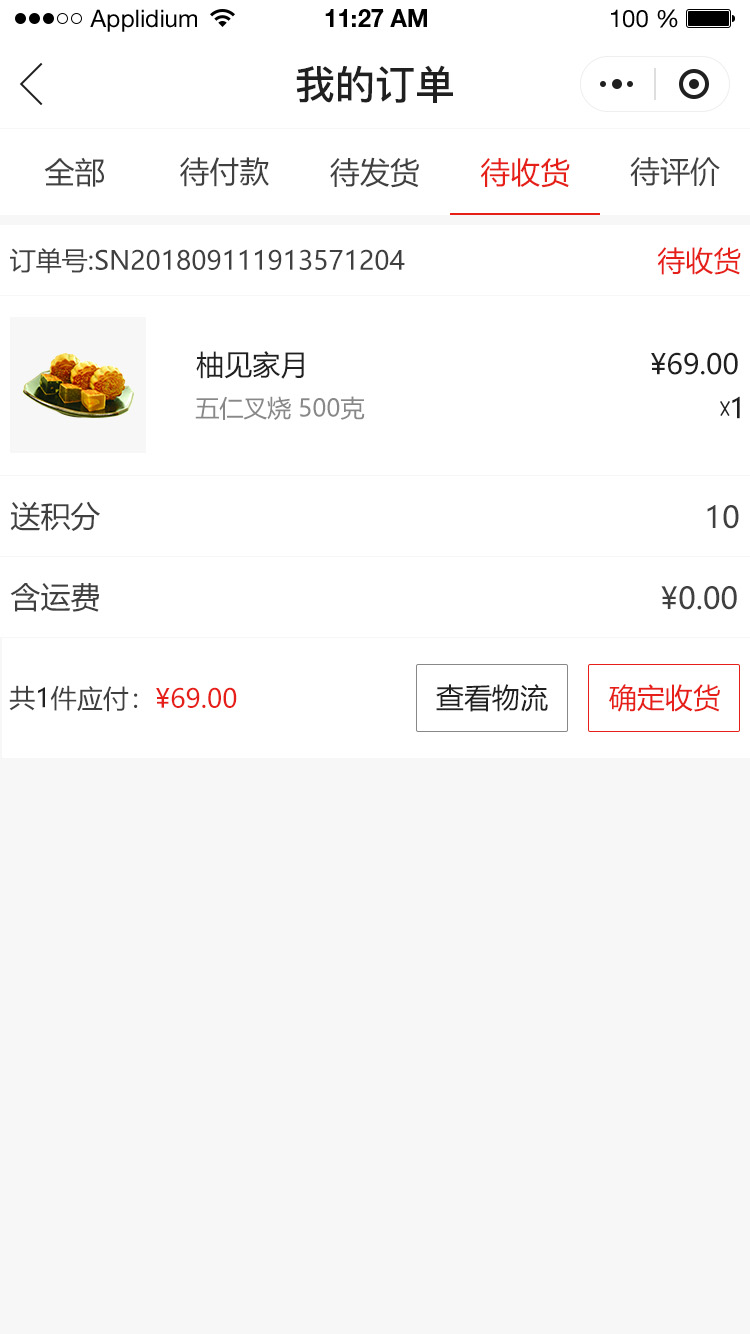 Applidium 11:27 AM 100 %
我的订单
全部 待付款 待发货 待收货 待评价
订单号:SN201809111913571204 待收货
柚见家月 ¥69.00
五仁叉烧 500克 x1
送积分 10
含运费 ¥0.00
共1件应付：¥69.00 查看物流 确定收货